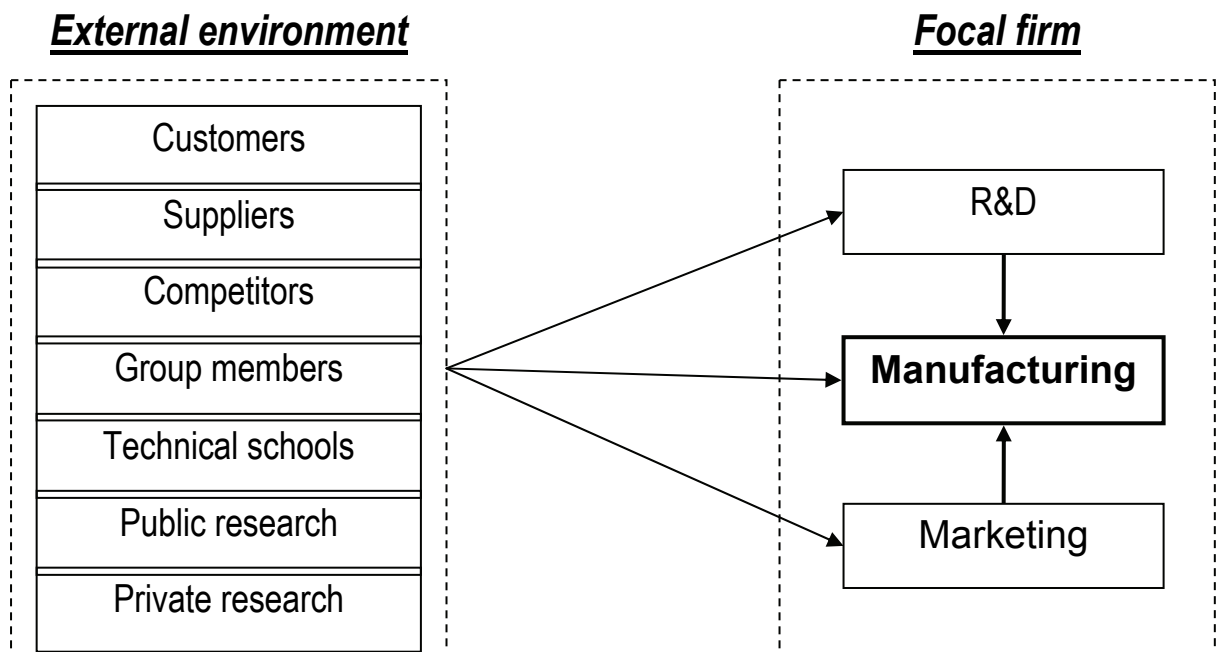 External environment
Customers
Suppliers
Competitors
Group members
Technical schools
Public research
Private research
Focal firm
R&D
Manufacturing
Marketing